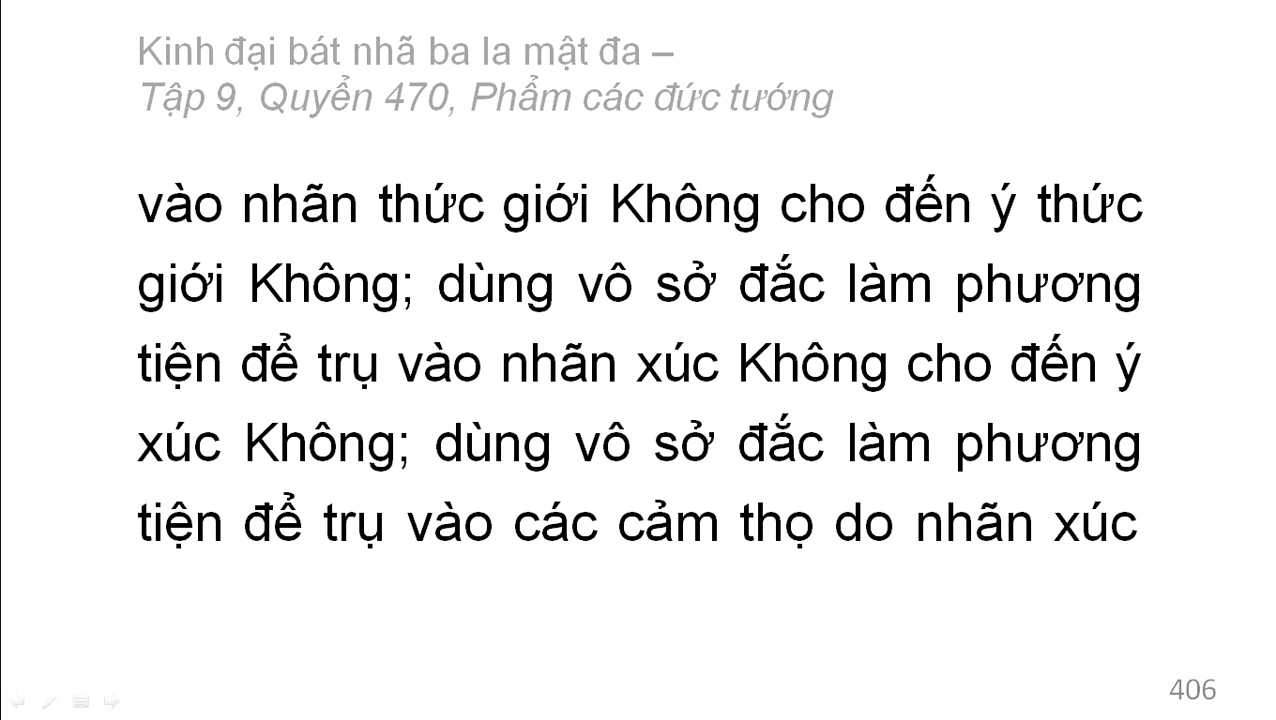 Kinh đại bát nhã ba la mật đa –
Tập 9, Quyển 470, Phẩm các đức tướng
vào nhãn thức giới Không cho đến ý thức
giới Không; dùng vô sở đắc làm phương
tiện để trụ vào nhãn xúc Không cho đến ý
xúc Không; dùng vô sở đắc làm phương
tiện để trụ vào các cảm thọ do nhãn xúc
406